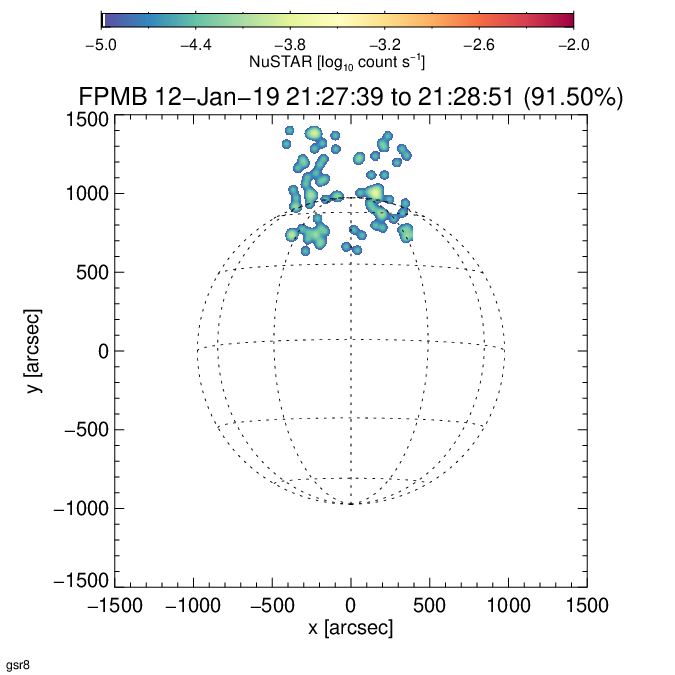 −5.0 −4.4 −3.8 −3.2 −2.6 −2.0
NuSTAR [log10 count s−1]
FPMB 12−Jan−19 21:27:39 to 21:28:51 (91.50%)
1500
1000
500
0
−500
−1000
−1500
y [arcsec]
−1500 −1000 −500 0 500 1000 1500
x [arcsec]
gsr8